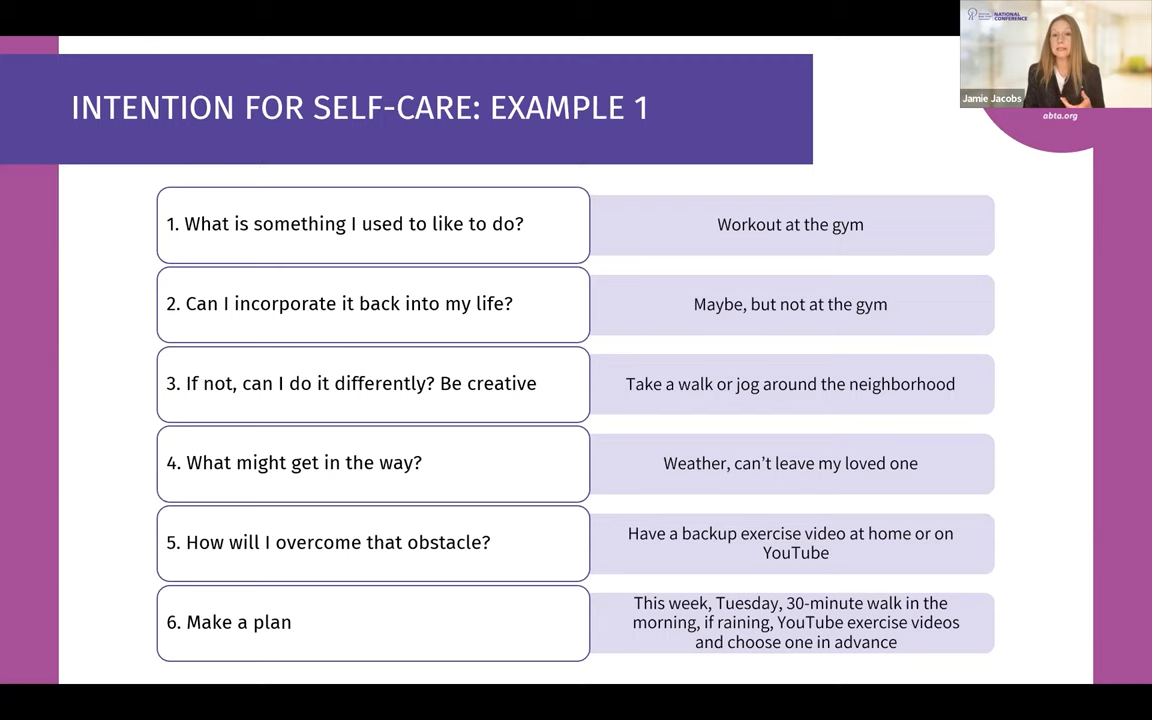 NATIONAL
CONFERENCE
Jamie Jacobs
abta.org
INTENTION FOR SELF-CARE: EXAMPLE 1
1. What is something I used to like to do?
Workout at the gym
2. Can I incorporate it back into my life?
Maybe, but not at the gym
3. If not, can I do it differently? Be creative
Take a walk or jog around the neighborhood
4. What might get in the way?
Weather, can’t leave my loved one
5. How will I overcome that obstacle?
Have a backup exercise video at home or on
YouTube
6. Make a plan
This week, Tuesday, 30-minute walk in the
morning, if raining, YouTube exercise videos
and choose one in advance